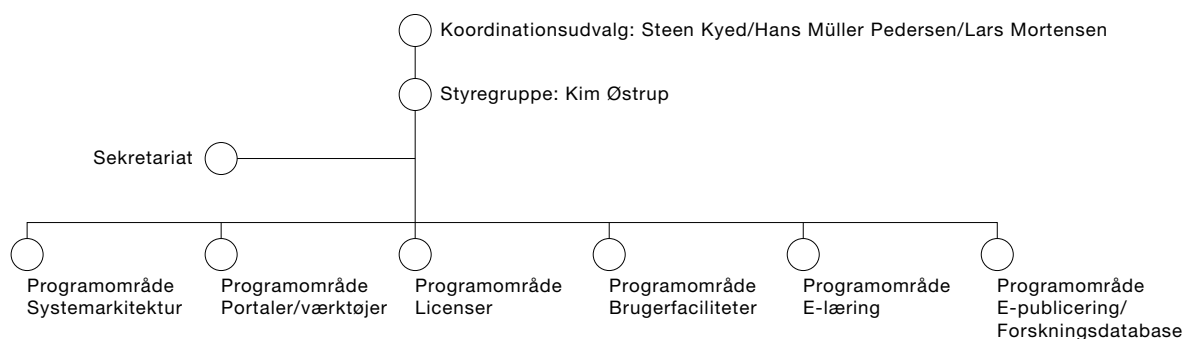 Koordinationsudvalg: Steen Kyed/Hans Müller Pedersen/Lars Mortensen
Styregruppe: Kim Østrup
Sekretariat
Programområde
Systemarkitektur
Programområde
Portaler/værktøjer
Programområde
Licenser
Programområde
Brugerfaciliteter
Programområde
E-læring
Programområde
E-publicering/
Forskningsdatabase